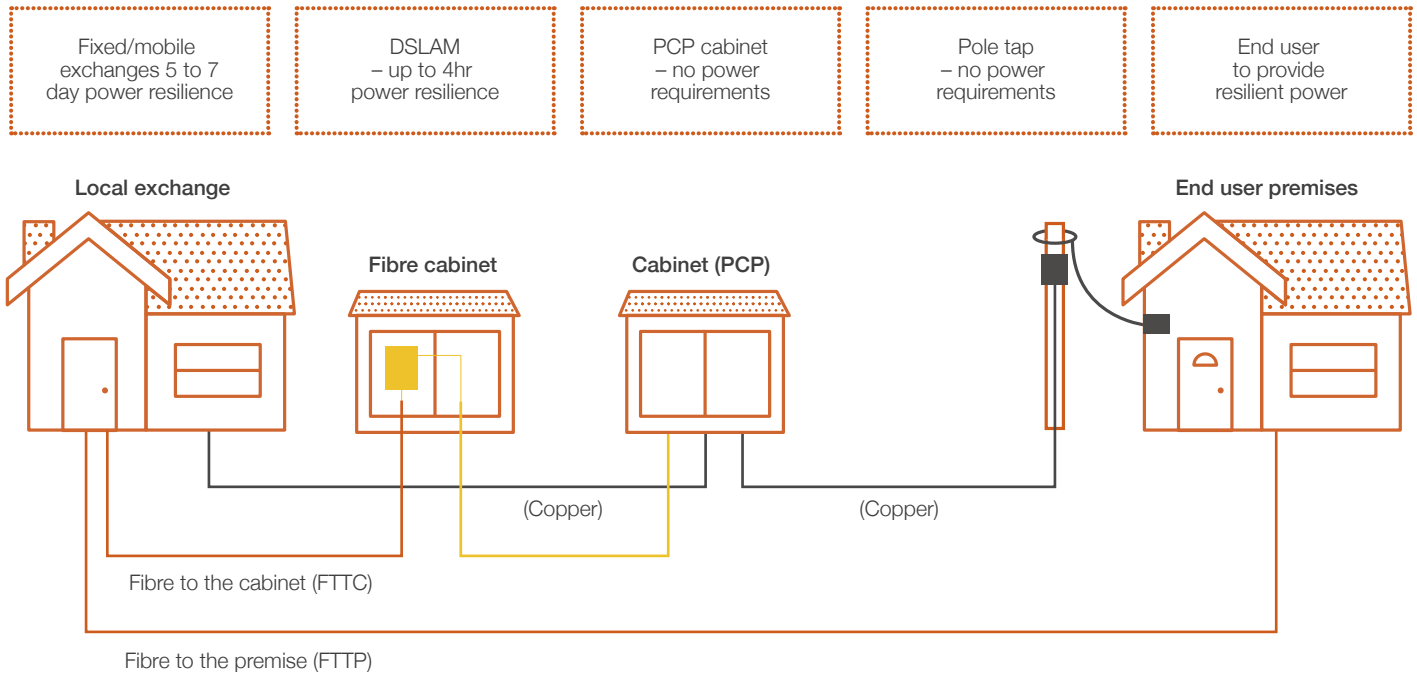 Fixed/mobile
exchanges 5 to 7
day power resilience
DSLAM
– up to 4hr
power resilience
PCP cabinet
– no power
requirements
Pole tap
– no power
requirements
End user
to provide
resilient power
Local exchange
End user premises
Fibre cabinet
Cabinet (PCP)
(Copper)
(Copper)
Fibre to the cabinet (FTTC)
Fibre to the premise (FTTP)